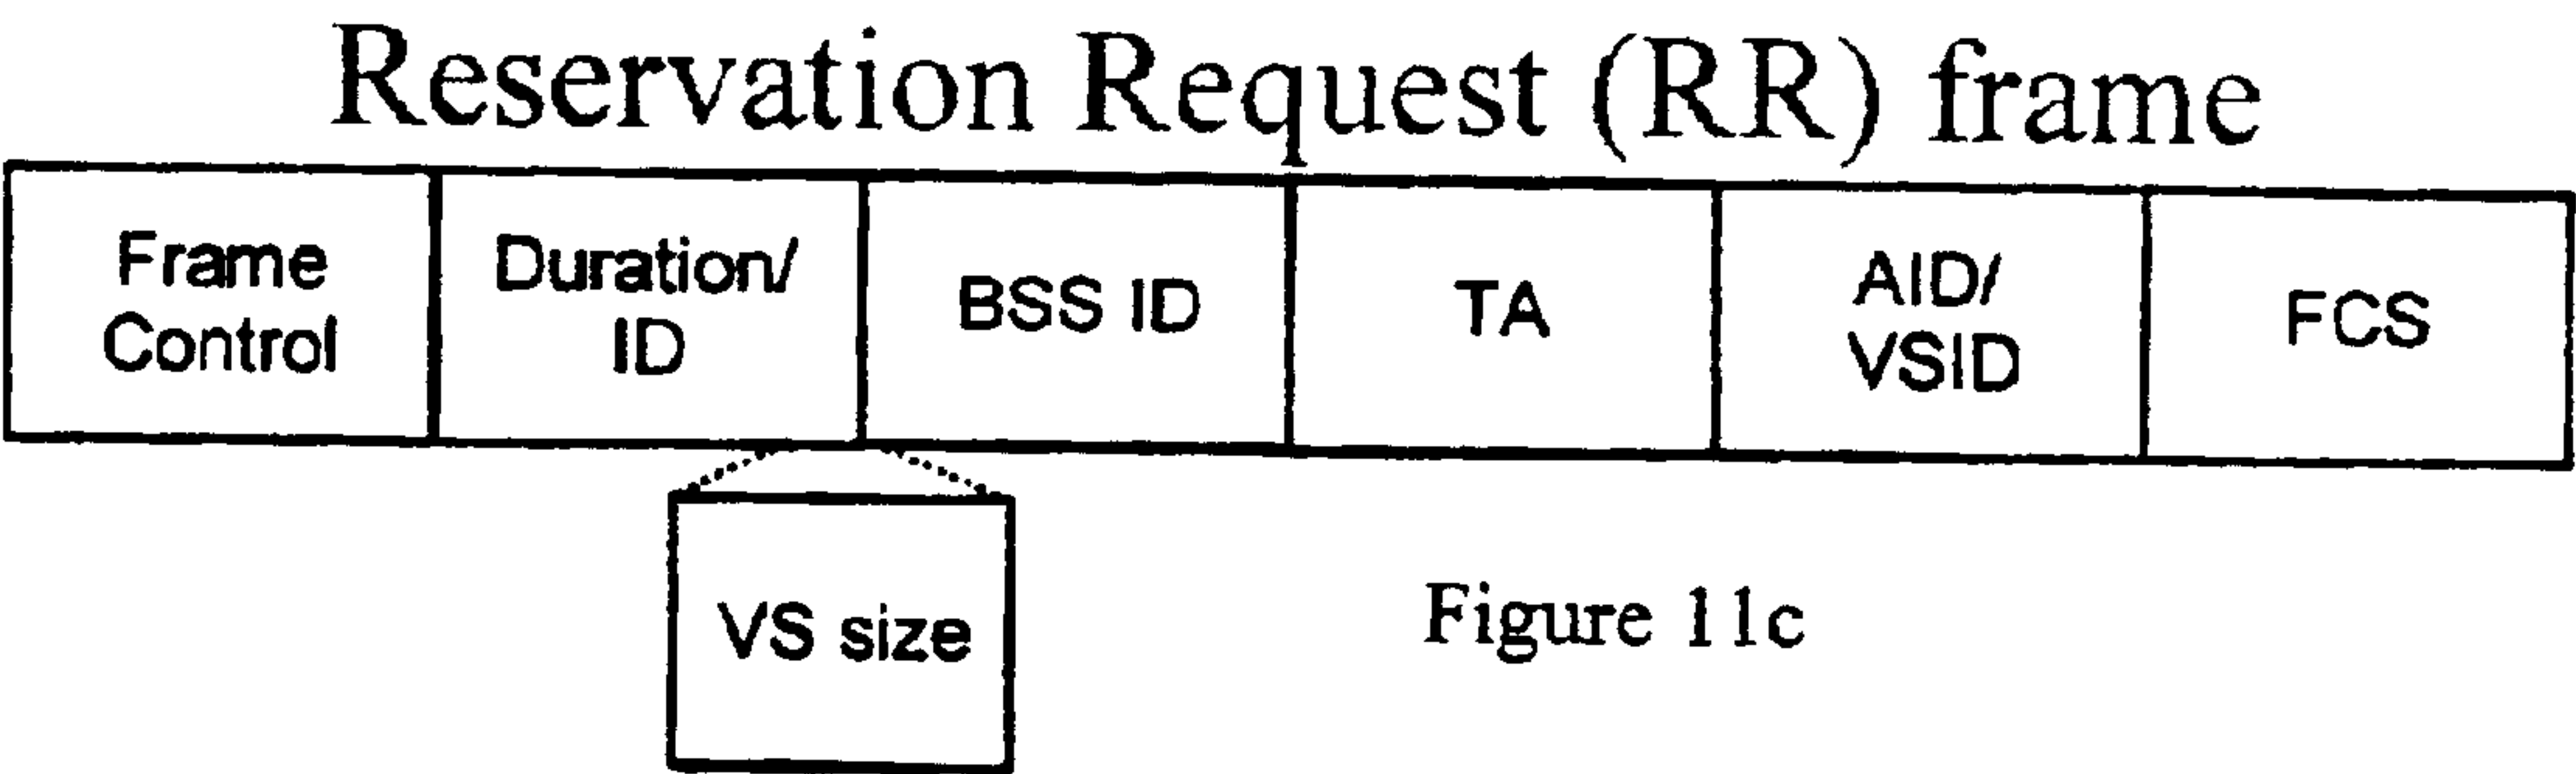 Reservation Request (RR) frame
Frame
Control
Duration/
ID
BSS ID
TA
AID/
VSID
FCS
VS size
Figure 11c